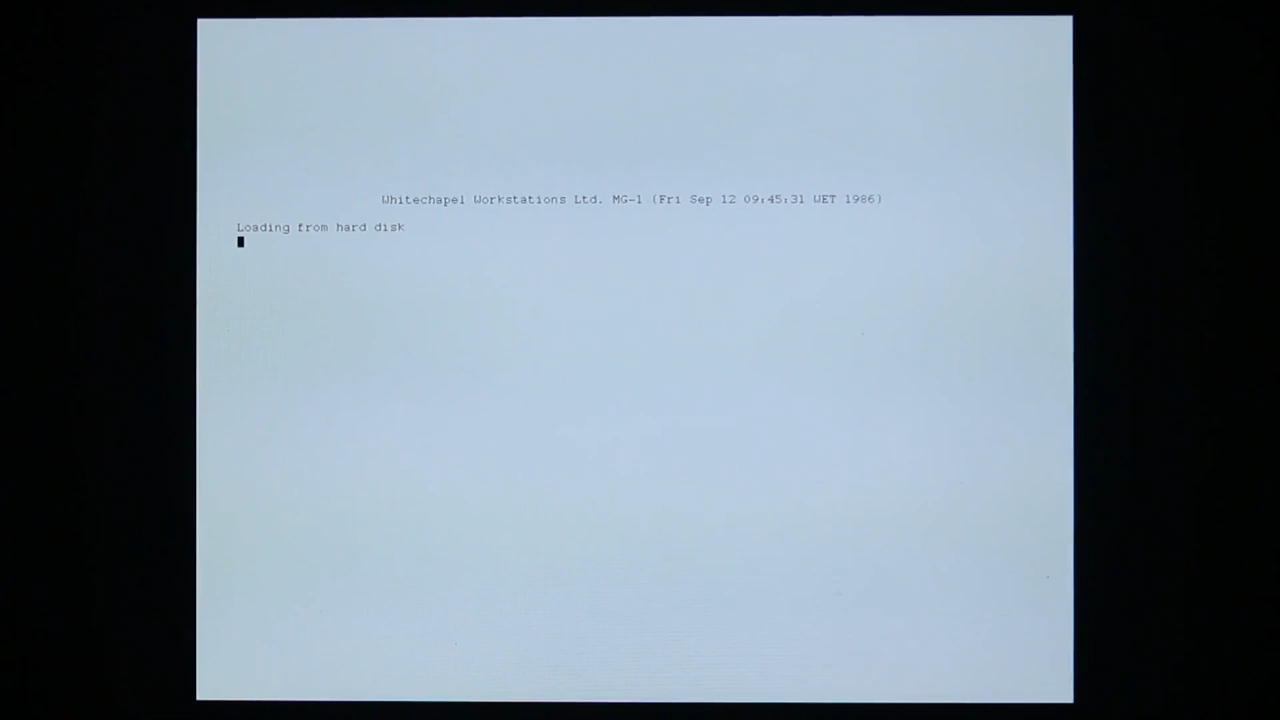 Whitechapel Workstations Ltd. MG-1 (Fri Sep 12 09:45:31 WET 1986)
Loading from hard disk